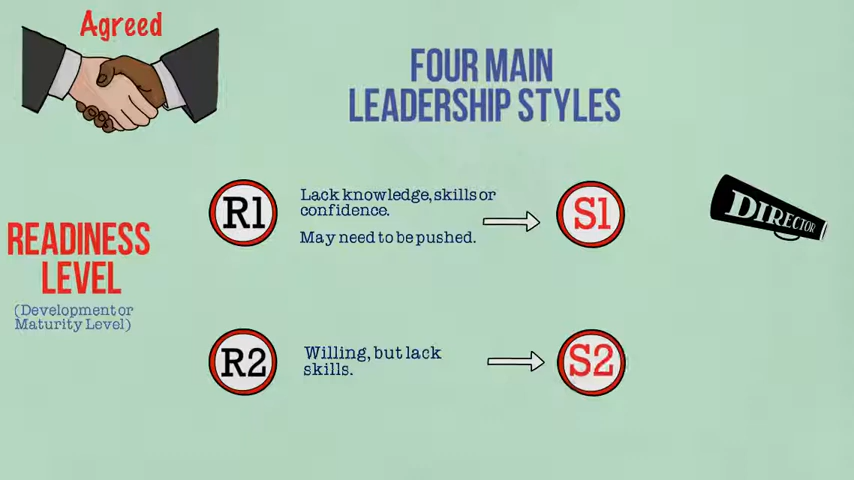 Agreed
FOUR MAIN
LEADERSHIP STYLES
READINESS
LEVEL
(Development or
Maturity Level)
R1
Lack knowledge, skills or
confidence.
May need to be pushed.
S1
DIRECTOR
R2
Willing, but lack
skills.
S2